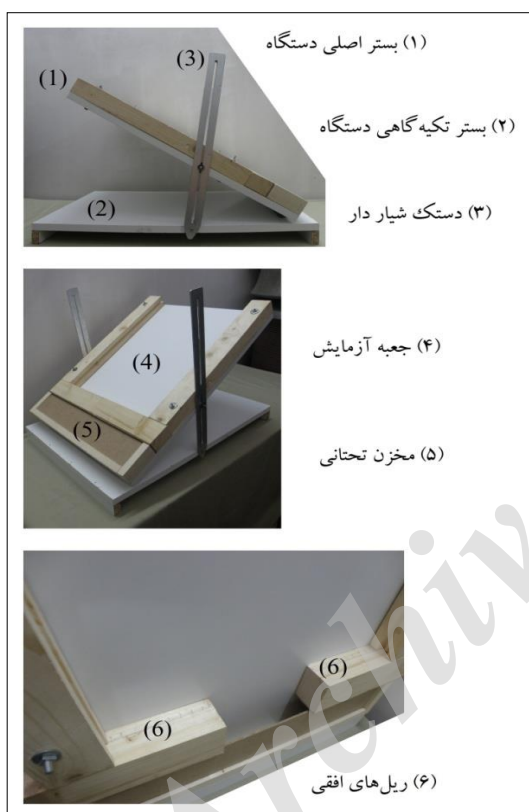 (۱) بستر اصلی دستگاه
(3)
(1)
(۲) بستر تکیه‌گاهی دستگاه
(2)
(۳) دستک شیار دار
(4)
(۴) جعبه آزمایش
(5)
(۵) مخزن تحتانی
(6)
(6)
(۶) ریل‌های افقی
Archiv